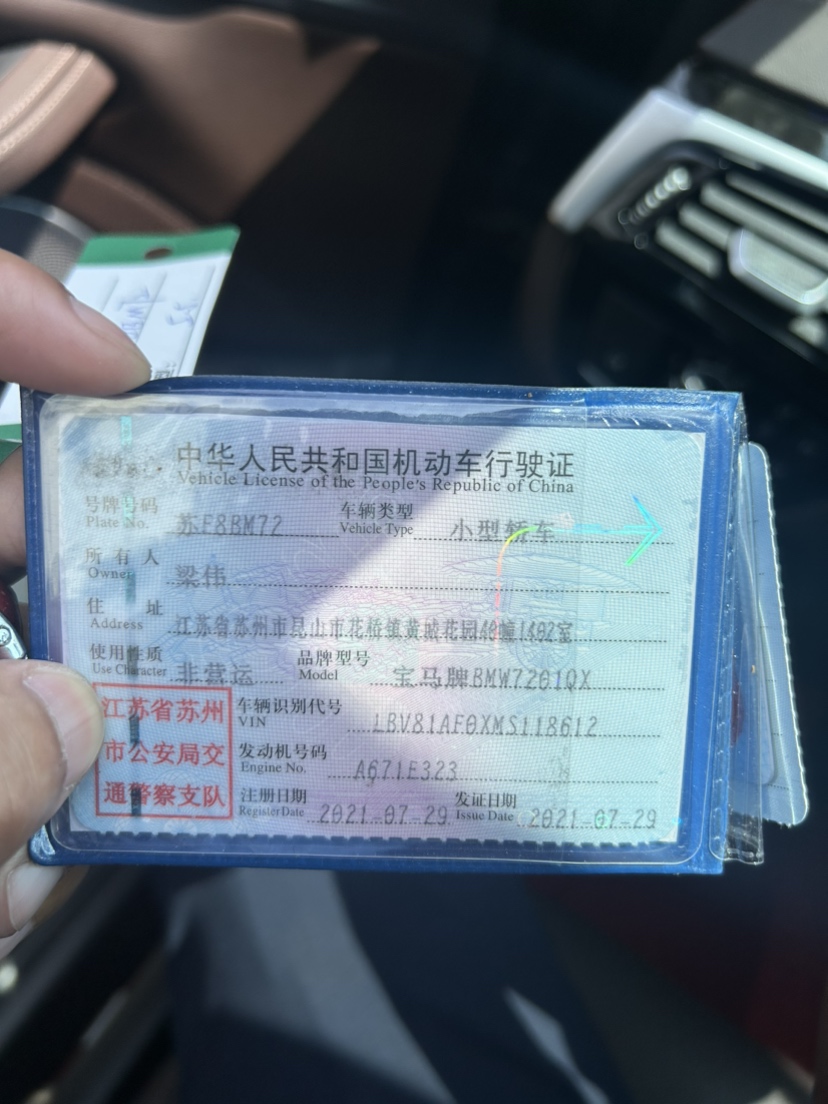 中华人民共和国机动车行驶证
Vehicle License of the People's Republic of China
号牌号码 苏F8BM72 车辆类型 小型轿车
Plate No. Vehicle Type
所有人 梁伟
Owner
住址 江苏省苏州市昆山市花桥镇黄城花园48幢1402室
Address
使用性质 非营运 品牌型号 宝马牌BMW7201QX
Use Character Model
江苏省苏州
市公安局交
通警察支队
车辆识别代号 LBV81AF0XMS118612
VIN
发动机号码 A671E323
Engine No.
注册日期 2021-07-29 发证日期 2021-07-29
Register Date Issue Date